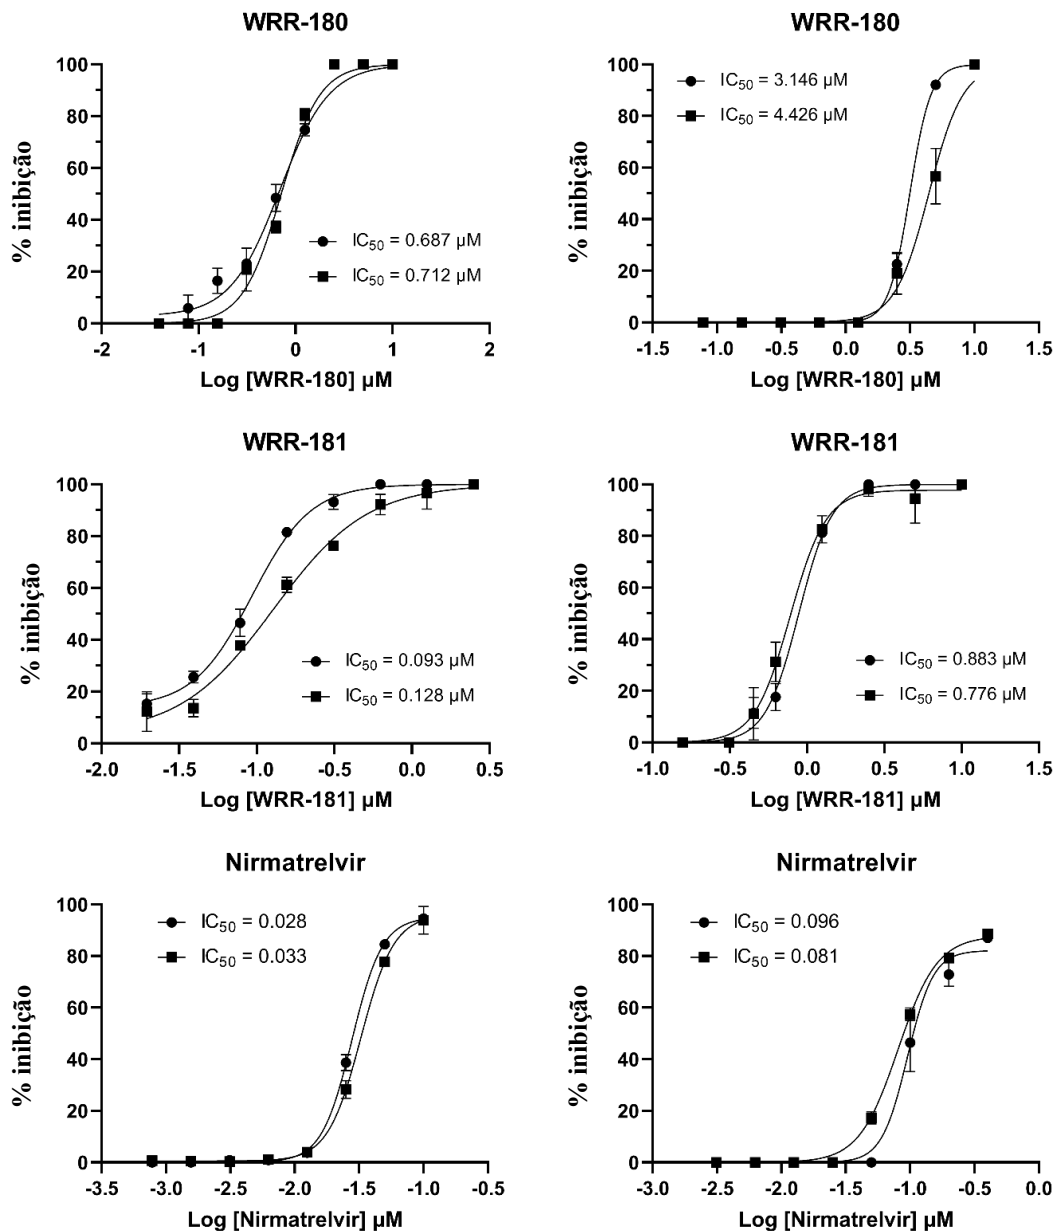 WRR-180
100
80
60
40
20
0
% inibição
IC50 = 0.687 µM
IC50 = 0.712 µM
-2
-1
0
1
2
Log [WRR-180] µM
WRR-180
100
80
60
40
20
0
% inibição
IC50 = 3.146 µM
IC50 = 4.426 µM
-1.5
-1.0
-0.5
0.0
0.5
1.0
1.5
Log [WRR-180] µM
WRR-181
100
80
60
40
20
0
% inibição
IC50 = 0.093 µM
IC50 = 0.128 µM
-2.0
-1.5
-1.0
-0.5
0.0
0.5
Log [WRR-181] µM
WRR-181
100
80
60
40
20
0
% inibição
IC50 = 0.883 µM
IC50 = 0.776 µM
-1.0
-0.5
0.0
0.5
1.0
1.5
Log [WRR-181] µM
Nirmatrelvir
100
80
60
40
20
0
% inibição
IC50 = 0.028
IC50 = 0.033
-3.5
-3.0
-2.5
-2.0
-1.5
-1.0
-0.5
Log [Nirmatrelvir] µM
Nirmatrelvir
100
80
60
40
20
0
% inibição
IC50 = 0.096
IC50 = 0.081
-3.0
-2.5
-2.0
-1.5
-1.0
-0.5
0.0
Log [Nirmatrelvir] µM